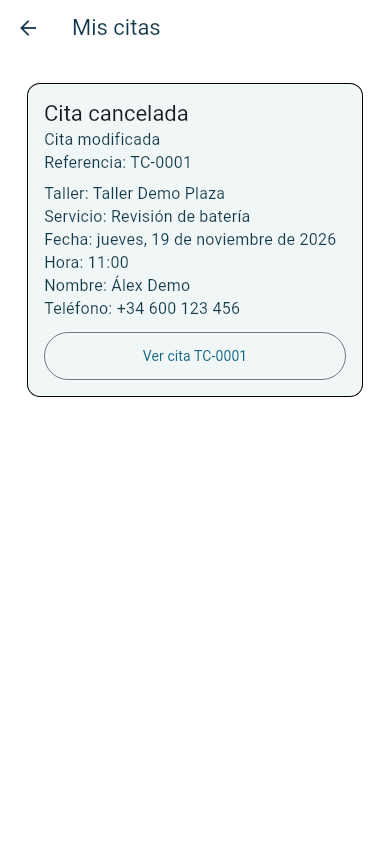 Mis citas
Cita cancelada
Cita modificada
Referencia: TC-0001
Taller: Taller Demo Plaza
Servicio: Revisión de batería
Fecha: jueves, 19 de noviembre de 2026
Hora: 11:00
Nombre: Álex Demo
Teléfono: +34 600 123 456
Ver cita TC-0001